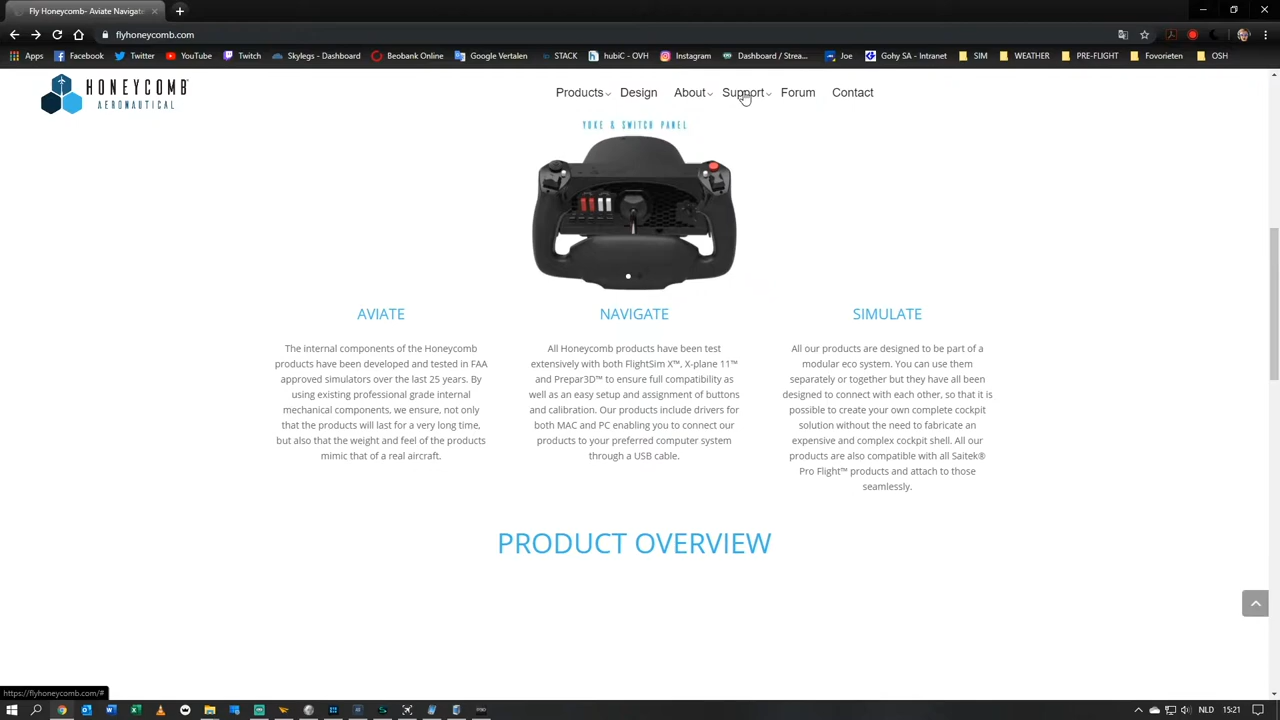 Fly Honeycomb- Aviate Navigate
flyhoneycomb.com
Apps Facebook Twitter YouTube Twitch Skylegs - Dashboard Beobank Online Google Vertalen STACK hubiC - OVH Instagram Dashboard / Strea... Joe Gohy SA - Intranet SIM WEATHER PRE-FLIGHT Fovorieten OSH
HONEYCOMB
AERONAUTICAL
Products Design About Support Forum Contact
YOKE & SWITCH PANEL
AVIATE
The internal components of the Honeycomb
products have been developed and tested in FAA
approved simulators over the last 25 years. By
using existing professional grade internal
mechanical components, we ensure, not only
that the products will last for a very long time,
but also that the weight and feel of the products
mimic that of a real aircraft.
NAVIGATE
All Honeycomb products have been test
extensively with both FlightSim X™, X-plane 11™
and Prepar3D™ to ensure full compatibility as
well as an easy setup and assignment of buttons
and calibration. Our products include drivers for
both MAC and PC enabling you to connect our
products to your preferred computer system
through a USB cable.
SIMULATE
All our products are designed to be part of a
modular eco system. You can use them
separately or together but they have all been
designed to connect with each other, so that it is
possible to create your own complete cockpit
solution without the need to fabricate an
expensive and complex cockpit shell. All our
products are also compatible with all Saitek®
Pro Flight™ products and attach to those
seamlessly.
PRODUCT OVERVIEW
https://flyhoneycomb.com/#
NLD 15:21